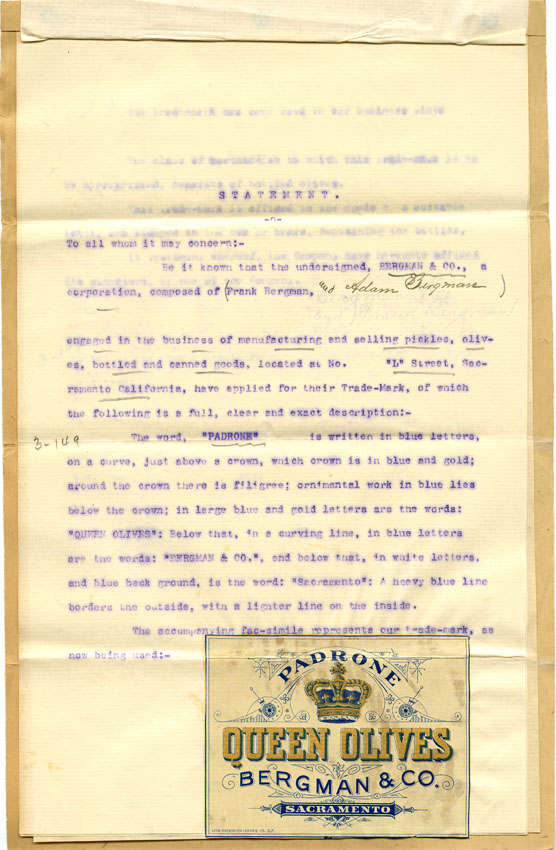 STATEMENT.
-o-
To all whom it may concern:-
Be it known that the undersigned, BERGMAN & CO., a
corporation, composed of (Frank Bergman, and Adam Bergman)
engaged in the business of manufacturing and selling pickles, oliv-
es, bottled and canned goods, located at No. "L" Street, Sac-
ramento California, have applied for their Trade-Mark, of which
the following is a full, clear and exact description:-
3-149
The word, "PADRONE" is written in blue letters,
on a curve, just above a crown, which crown is in blue and gold;
around the crown there is filigree; ornimental work in blue lies
below the crown; in large blue and gold letters are the words:
"QUEEN OLIVES": Below that, in a curving line, in blue letters
are the words: "BERGMAN & CO.", and below that, in white letters,
and blue back ground, is the word: "Sacramento": A heavy blue line
borders the outside, with a lighter line on the inside.
The accompanying fac-simile represents our trade-mark, as
now being used:-
PADRONE
QUEEN OLIVES
BERGMAN & CO.
SACRAMENTO